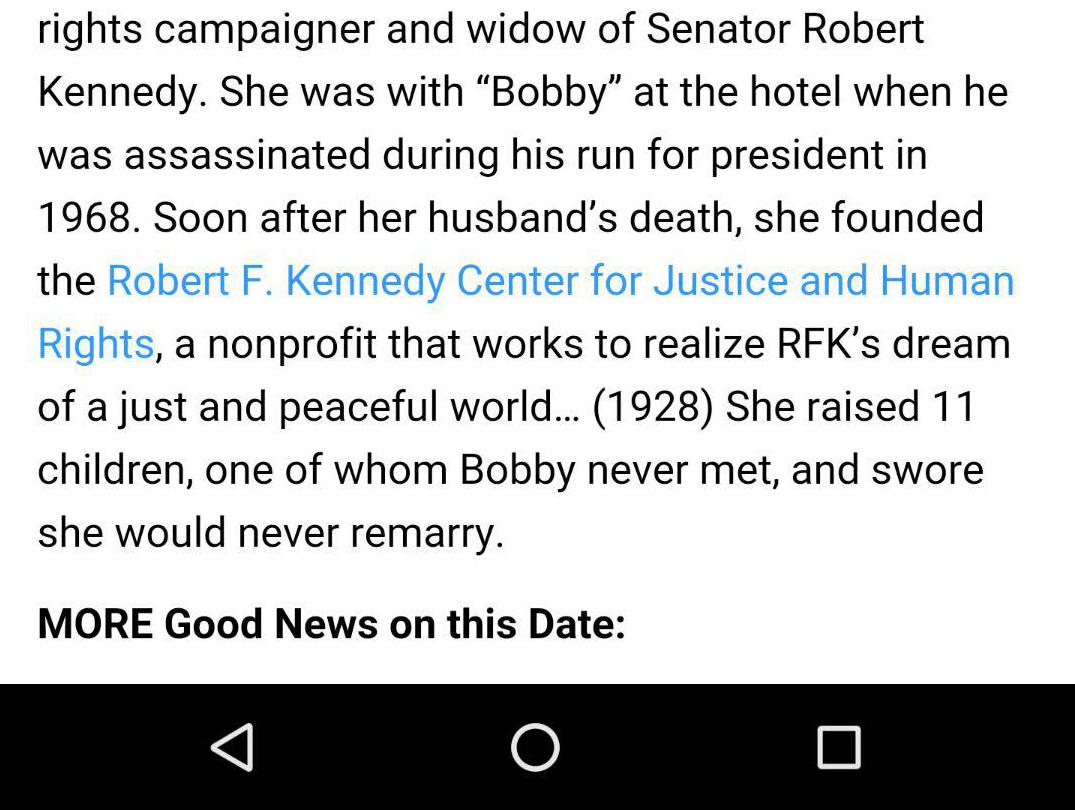 rights campaigner and widow of Senator Robert
Kennedy. She was with “Bobby” at the hotel when he
was assassinated during his run for president in
1968. Soon after her husband’s death, she founded
the Robert F. Kennedy Center for Justice and Human
Rights, a nonprofit that works to realize RFK’s dream
of a just and peaceful world… (1928) She raised 11
children, one of whom Bobby never met, and swore
she would never remarry.
MORE Good News on this Date: